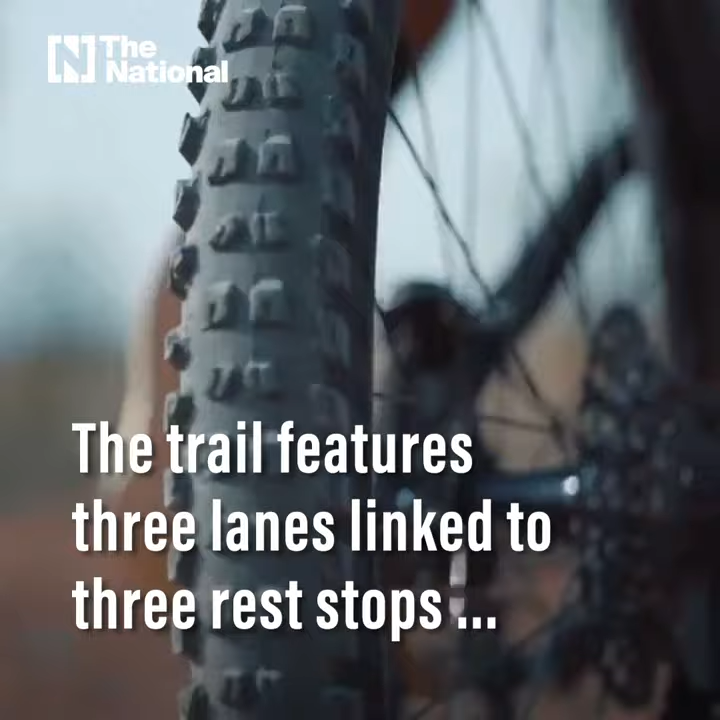 The
National
The trail features
three lanes linked to
three rest stops ...